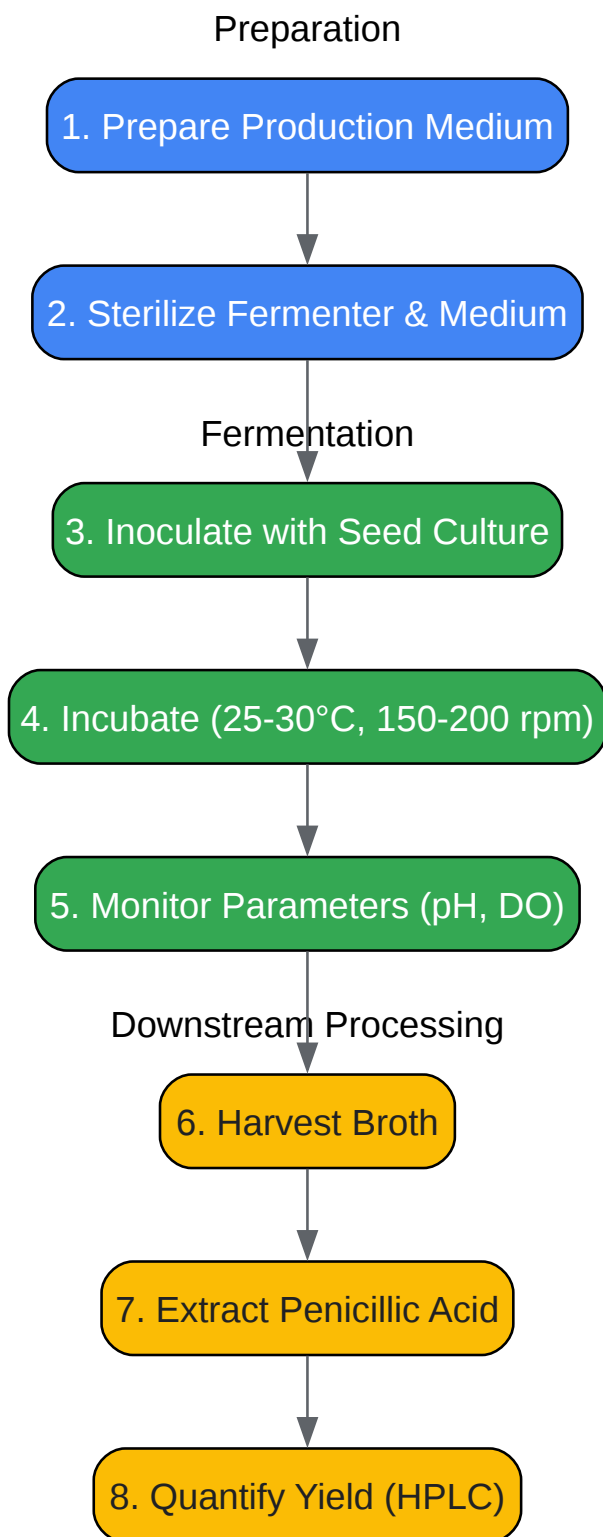 Preparation
1. Prepare Production Medium
2. Sterilize Fermenter & Medium
Fermentation
3. Inoculate with Seed Culture
4. Incubate (25-30°C, 150-200 rpm)
5. Monitor Parameters (pH, DO)
Downstream Processing
6. Harvest Broth
7. Extract Penicillic Acid
8. Quantify Yield (HPLC)